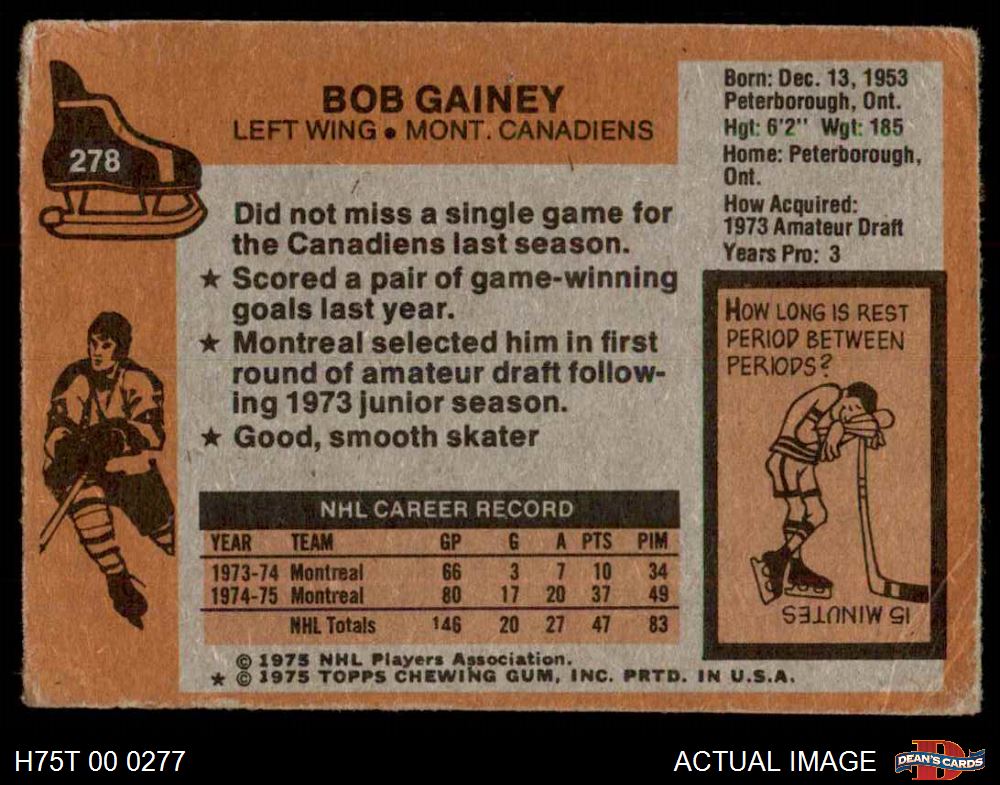 278
BOB GAINEY
LEFT WING ● MONT. CANADIENS
Did not miss a single game for
the Canadiens last season.
★ Scored a pair of game-winning
goals last year.
★ Montreal selected him in first
round of amateur draft follow-
ing 1973 junior season.
★ Good, smooth skater
Born: Dec. 13, 1953
Peterborough, Ont.
Hgt: 6'2" Wgt: 185
Home: Peterborough,
Ont.
How Acquired:
1973 Amateur Draft
Years Pro: 3
HOW LONG IS REST
PERIOD BETWEEN
PERIODS?
15 MINUTES
NHL CAREER RECORD
YEAR TEAM GP G A PTS PIM
1973-74 Montreal 66 3 7 10 34
1974-75 Montreal 80 17 20 37 49
NHL Totals 146 20 27 47 83
© 1975 NHL Players Association.
★ © 1975 TOPPS CHEWING GUM, INC. PRTD. IN U.S.A.
H75T 00 0277
ACTUAL IMAGE
D
DEAN'S CARDS